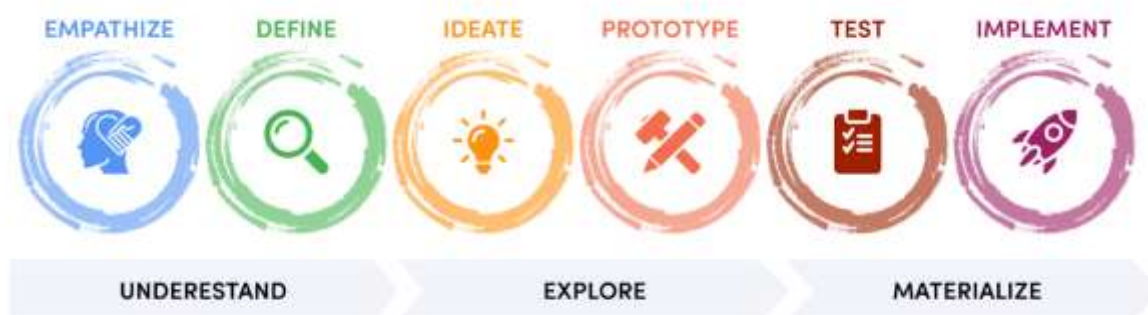 EMPATHIZE DEFINE IDEATE PROTOTYPE TEST IMPLEMENT
UNDERESTAND EXPLORE MATERIALIZE